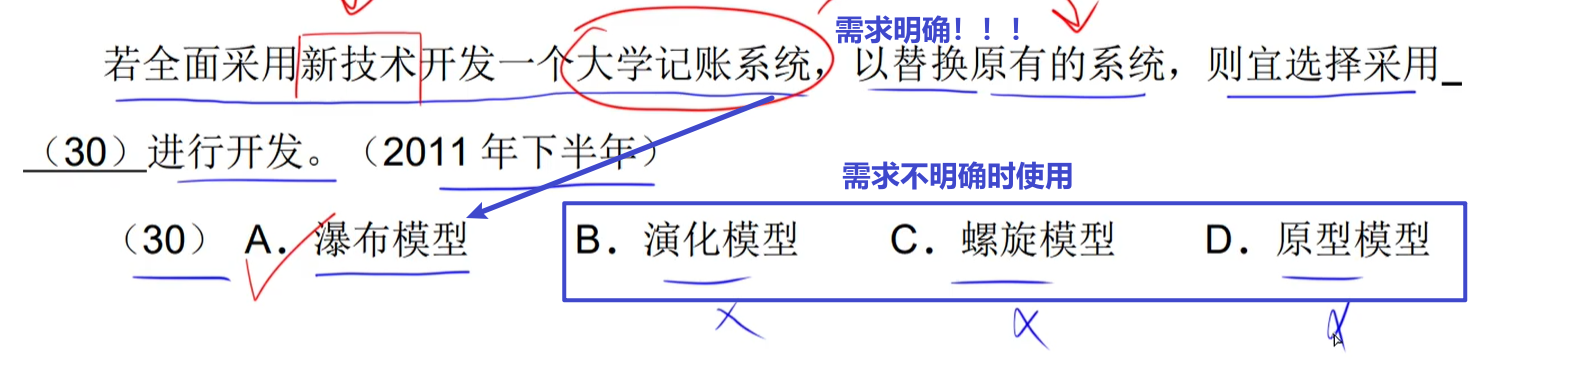 需求明确！！！
若全面采用新技术开发一个大学记账系统，以替换原有的系统，则宜选择采用_
（30）进行开发。（2011 年下半年）
需求不明确时使用
（30） A．瀑布模型 B．演化模型 C．螺旋模型 D．原型模型